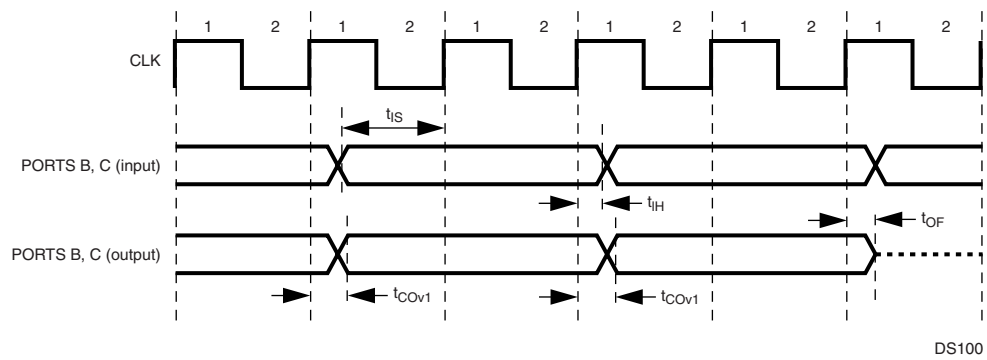 1 2 1 2 1 2 1 2 1 2 1 2
CLK
tIS
PORTS B, C (input)
tIH
tOF
PORTS B, C (output)
tCOv1 tCOv1
DS100